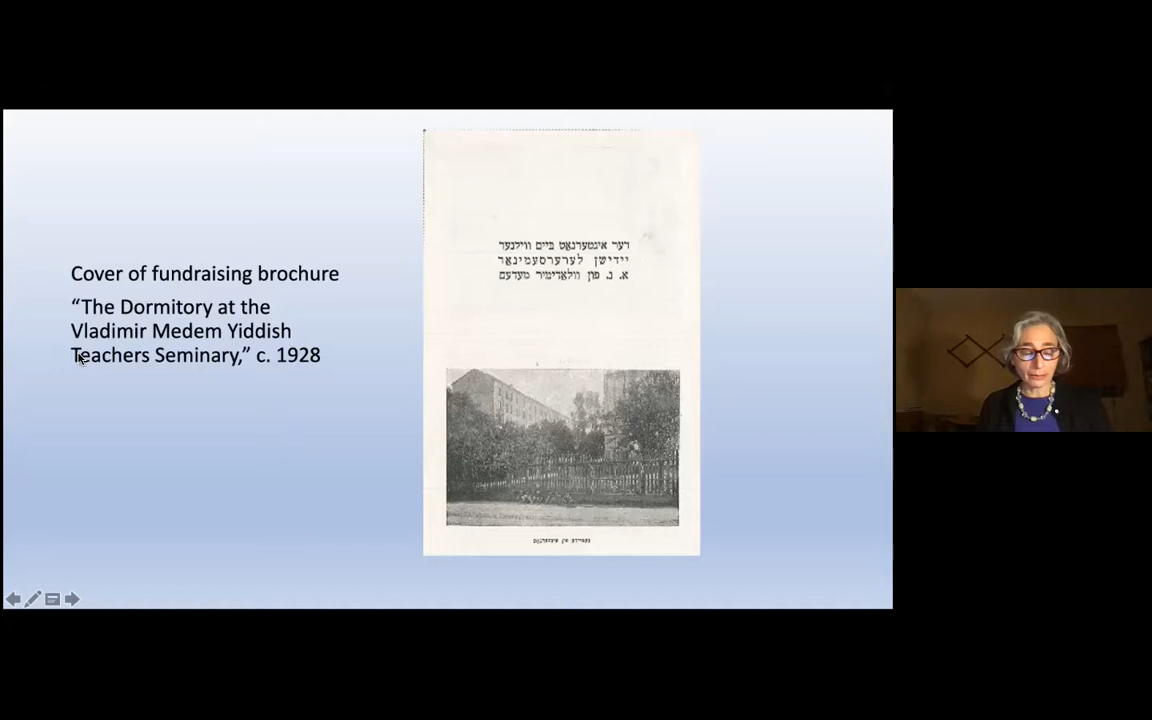 Cover of fundraising brochure
“The Dormitory at the
Vladimir Medem Yiddish
Teachers Seminary,” c. 1928
דער אינטערנאַט בײַם ווילנער
יידישן לערערסעמינאַר
א. נ. פון וולאַדימיר מעדעם